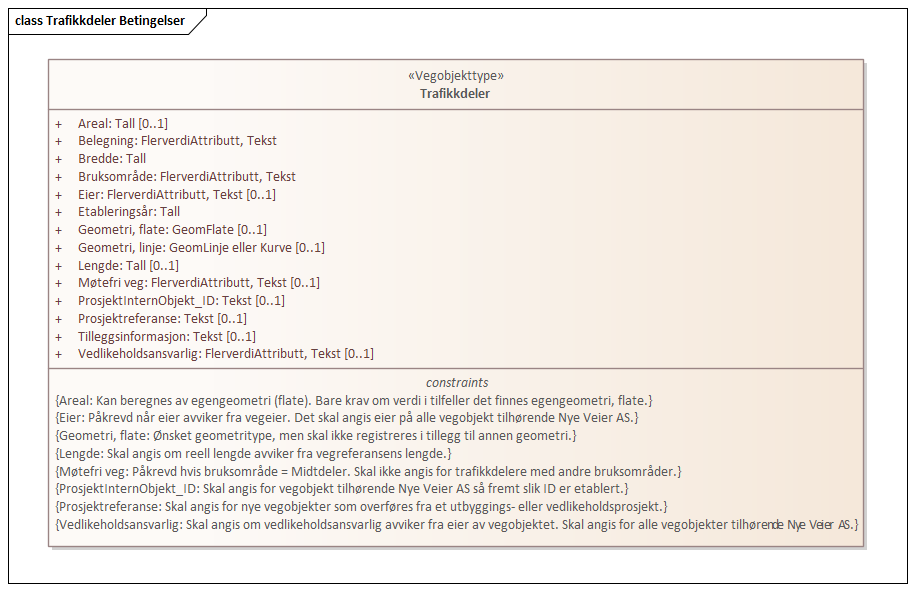 class Trafikkdeler Betingelser
«Vegobjekttype»
Trafikkdeler
+ Areal: Tall [0..1]
+ Belegning: FlerverdiAttributt, Tekst
+ Bredde: Tall
+ Bruksområde: FlerverdiAttributt, Tekst
+ Eier: FlerverdiAttributt, Tekst [0..1]
+ Etableringsår: Tall
+ Geometri, flate: GeomFlate [0..1]
+ Geometri, linje: GeomLinje eller Kurve [0..1]
+ Lengde: Tall [0..1]
+ Møtefri veg: FlerverdiAttributt, Tekst [0..1]
+ ProsjektInternObjekt_ID: Tekst [0..1]
+ Prosjektreferanse: Tekst [0..1]
+ Tilleggsinformasjon: Tekst [0..1]
+ Vedlikeholdsansvarlig: FlerverdiAttributt, Tekst [0..1]
constraints
{Areal: Kan beregnes av egengeometri (flate). Bare krav om verdi i tilfeller det finnes egengeometri, flate.}
{Eier: Påkrevd når eier avviker fra vegeier. Det skal angis eier på alle vegobjekt tilhørende Nye Veier AS.}
{Geometri, flate: Ønsket geometritype, men skal ikke registreres i tillegg til annen geometri.}
{Lengde: Skal angis om reell lengde avviker fra vegreferansens lengde.}
{Møtefri veg: Påkrevd hvis bruksområde = Midtdeler. Skal ikke angis for trafikkdelere med andre bruksområder.}
{ProsjektInternObjekt_ID: Skal angis for vegobjekt tilhørende Nye Veier AS så fremt slik ID er etablert.}
{Prosjektreferanse: Skal angis for nye vegobjekter som overføres fra et utbyggings- eller vedlikeholdsprosjekt.}
{Vedlikeholdsansvarlig: Skal angis om vedlikeholdsansvarlig avviker fra eier av vegobjektet. Skal angis for alle vegobjekter tilhørende Nye Veier AS.}